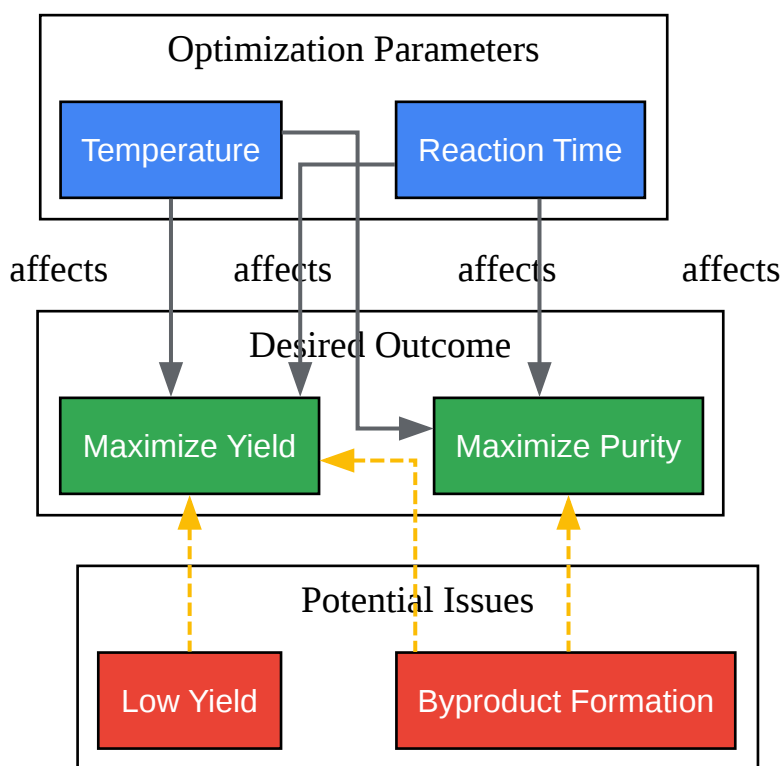 Optimization Parameters
Temperature
Reaction Time
affects
affects
affects
affects
Desired Outcome
Maximize Yield
Maximize Purity
Potential Issues
Low Yield
Byproduct Formation